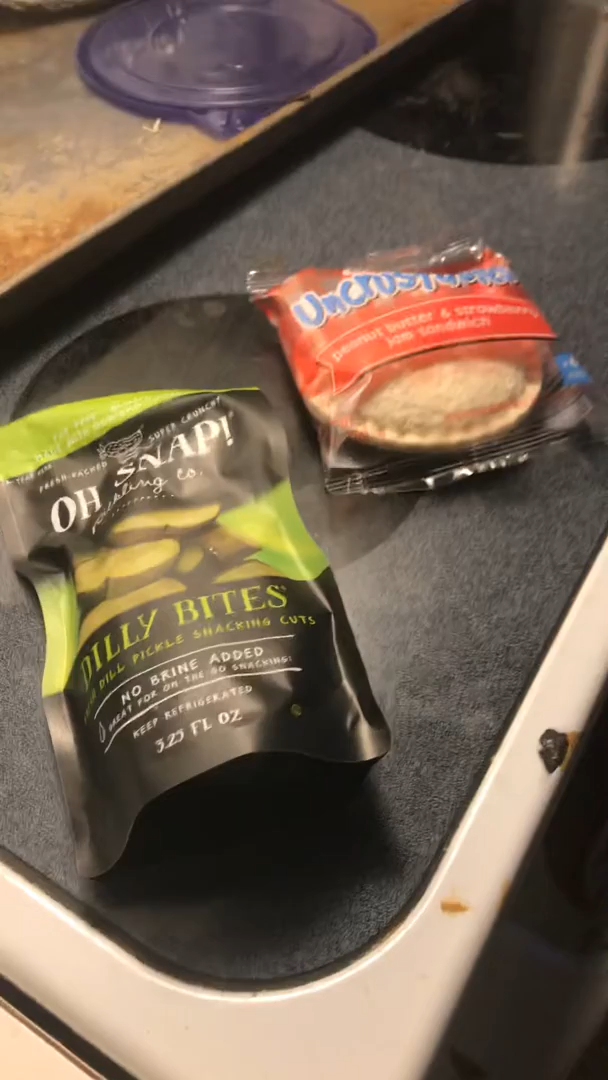 Uncrustables
peanut butter & strawberry
jam sandwich
FRESH-PACKED
SUPER CRUNCHY
OH SNAP!
pickling co.
DILLY BITES
DILL PICKLE SNACKING CUTS
NO BRINE ADDED
GREAT FOR ON THE GO SNACKING!
KEEP REFRIGERATED
3.25 FL OZ